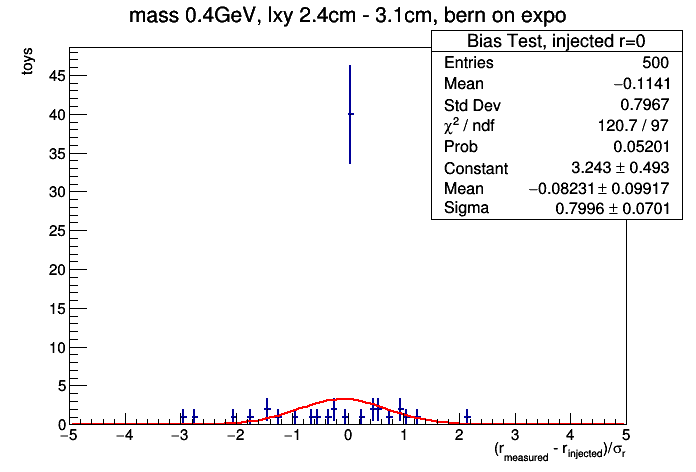 mass 0.4GeV, lxy 2.4cm - 3.1cm, bern on expo
toys
Bias Test, injected r=0
Entries 500
Mean −0.1141
Std Dev 0.7967
χ² / ndf 120.7 / 97
Prob 0.05201
Constant 3.243 ± 0.493
Mean −0.08231 ± 0.09917
Sigma 0.7996 ± 0.0701
45
40
35
30
25
20
15
10
5
0
−5 −4 −3 −2 −1 0 1 2 3 4 5
(r_measured - r_injected)/σ_r